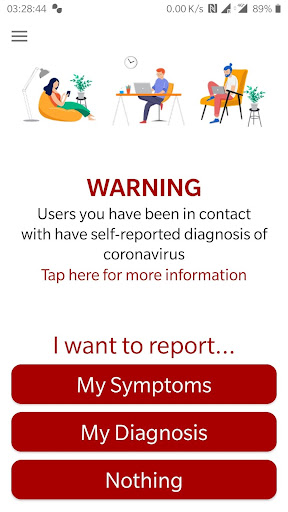 03:28:44
0.00 K/s 89%
WARNING
Users you have been in contact
with have self-reported diagnosis of
coronavirus
Tap here for more information
I want to report...
My Symptoms
My Diagnosis
Nothing